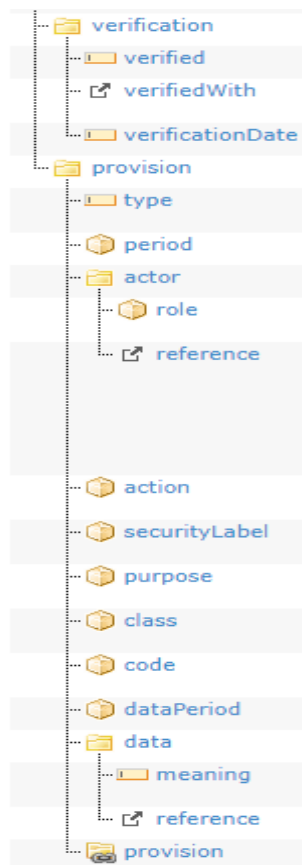 verification
verified
verifiedWith
verificationDate
provision
type
period
actor
role
reference
action
securityLabel
purpose
class
code
dataPeriod
data
meaning
reference
provision